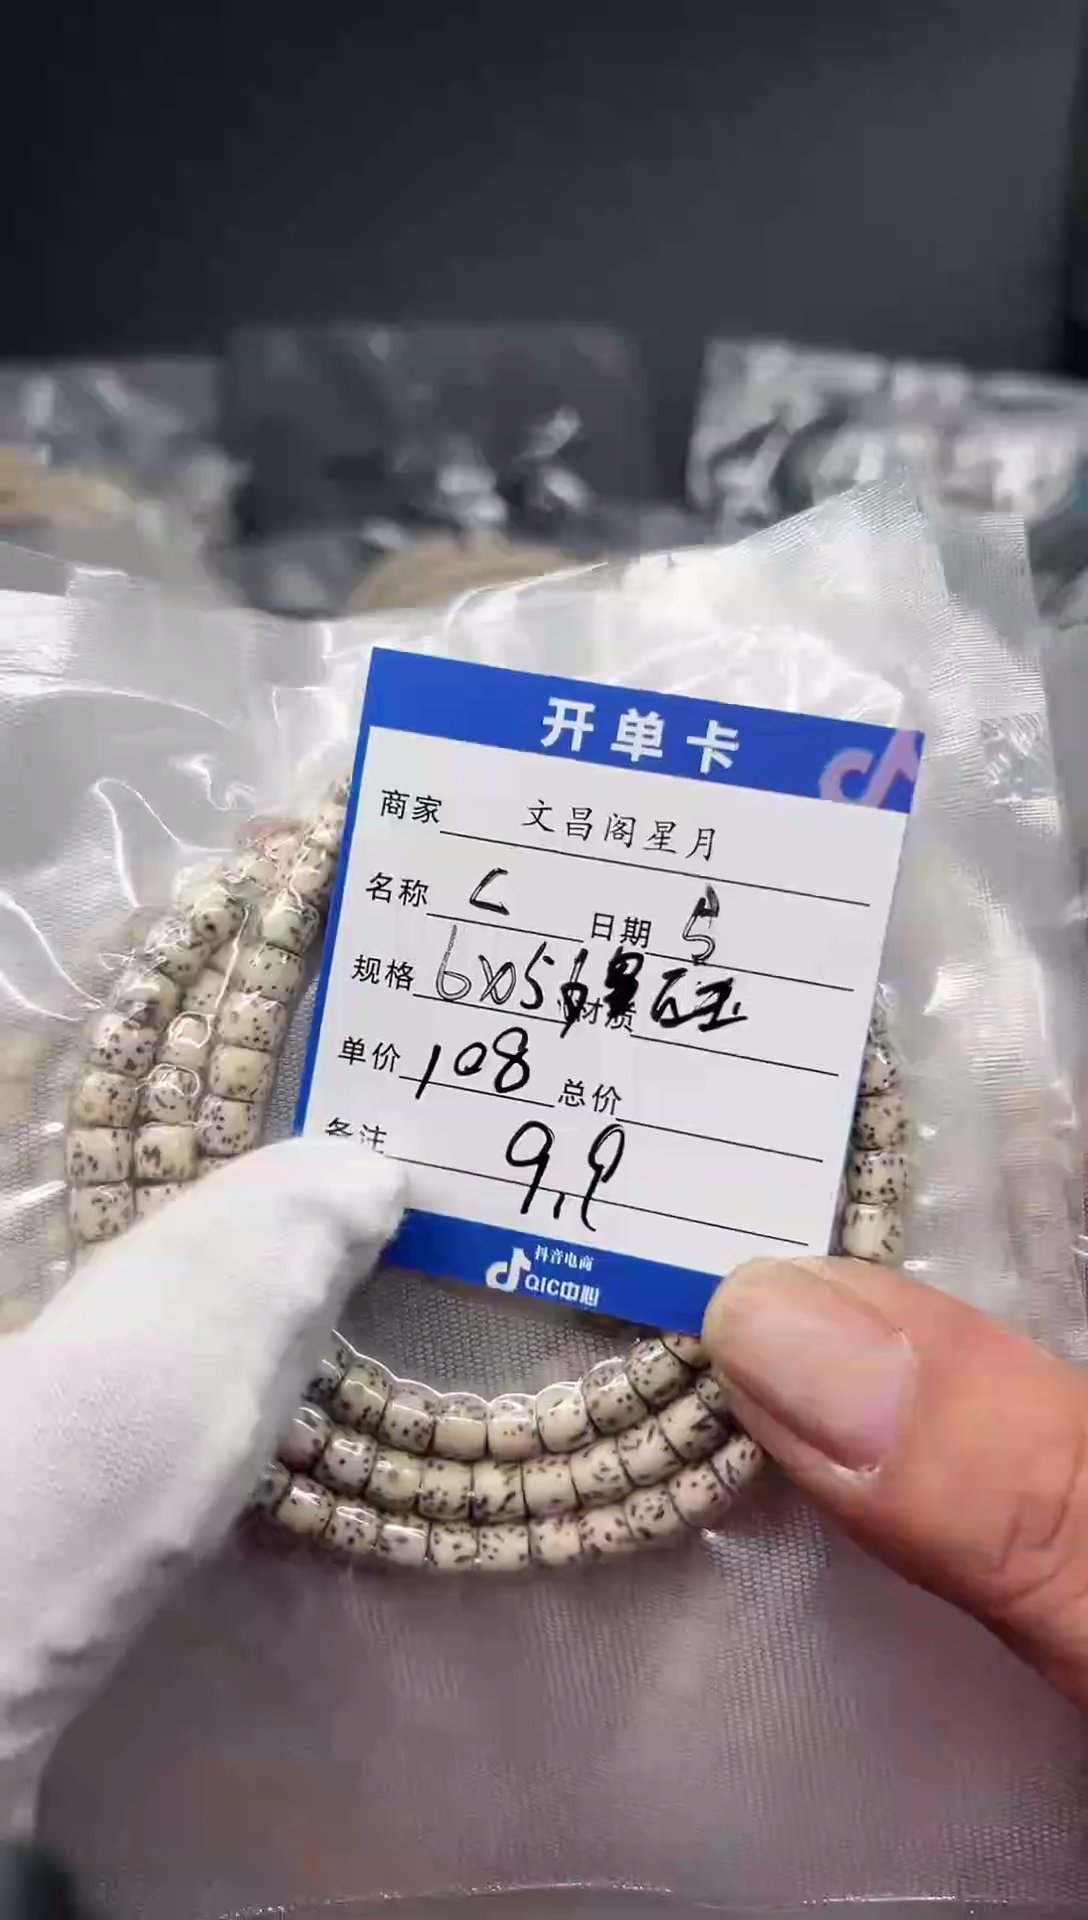 开单卡
商家 文昌阁星月
名称 C 日期 5
规格 6x5 材质
单价 108 总价
备注 9.9
抖音电商
QIC中心